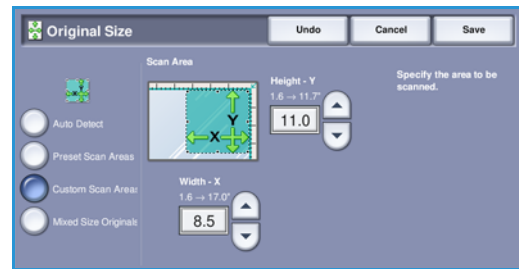 Original Size
Undo
Cancel
Save
Scan Area
Height - Y
1.6 → 11.7"
11.0
Specify the area to be
scanned.
Y
X
Auto Detect
Preset Scan Areas
Custom Scan Areas
Mixed Size Originals
Width - X
1.6 → 17.0"
8.5